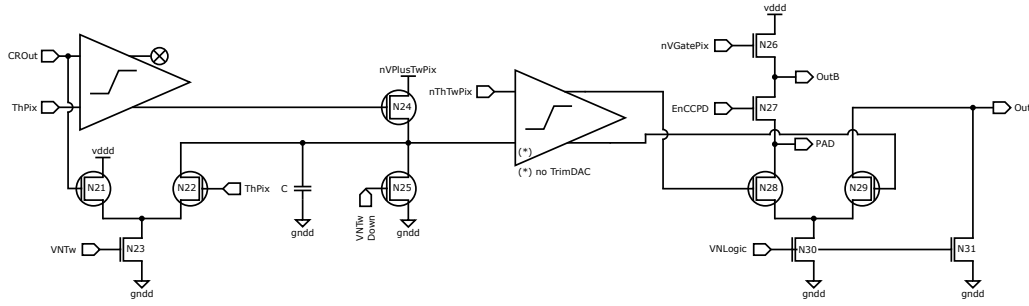 vddd
CROut
nVGatePix
N26
nVPlusTwPix
OutB
nThTwPix
ThPix
N24
EnCCPD
N27
Out
(*)
PAD
vddd
(*) no TrimDAC
N21
N22
ThPix
C
N25
N28
N29
gndd
VNTw
Down
gndd
VNTw
N23
VNLogic
N30
N31
gndd
gndd
gndd